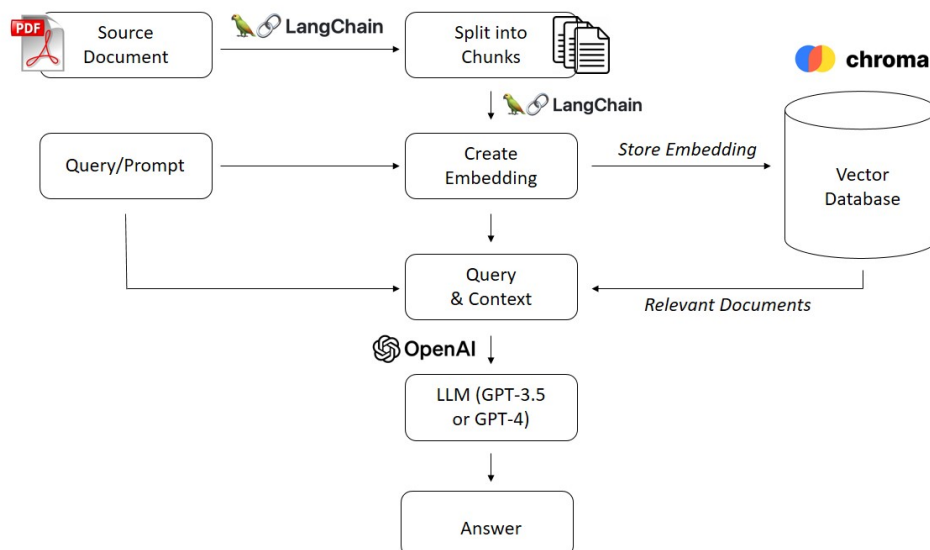 PDF
Source
Document
LangChain
Split into
Chunks
chroma
LangChain
Query/Prompt
Create
Embedding
Store Embedding
Vector
Database
Query
& Context
Relevant Documents
OpenAI
LLM (GPT-3.5
or GPT-4)
Answer